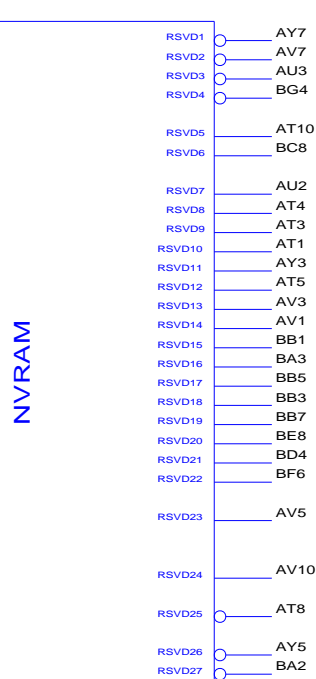 RSVD1 AY7
RSVD2 AV7
RSVD3 AU3
RSVD4 BG4
RSVD5 AT10
RSVD6 BC8
RSVD7 AU2
RSVD8 AT4
RSVD9 AT3
RSVD10 AT1
RSVD11 AY3
RSVD12 AT5
RSVD13 AV3
RSVD14 AV1
RSVD15 BB1
RSVD16 BA3
RSVD17 BB5
RSVD18 BB3
RSVD19 BB7
RSVD20 BE8
RSVD21 BD4
RSVD22 BF6
RSVD23 AV5
RSVD24 AV10
RSVD25 AT8
RSVD26 AY5
RSVD27 BA2
NVRAM